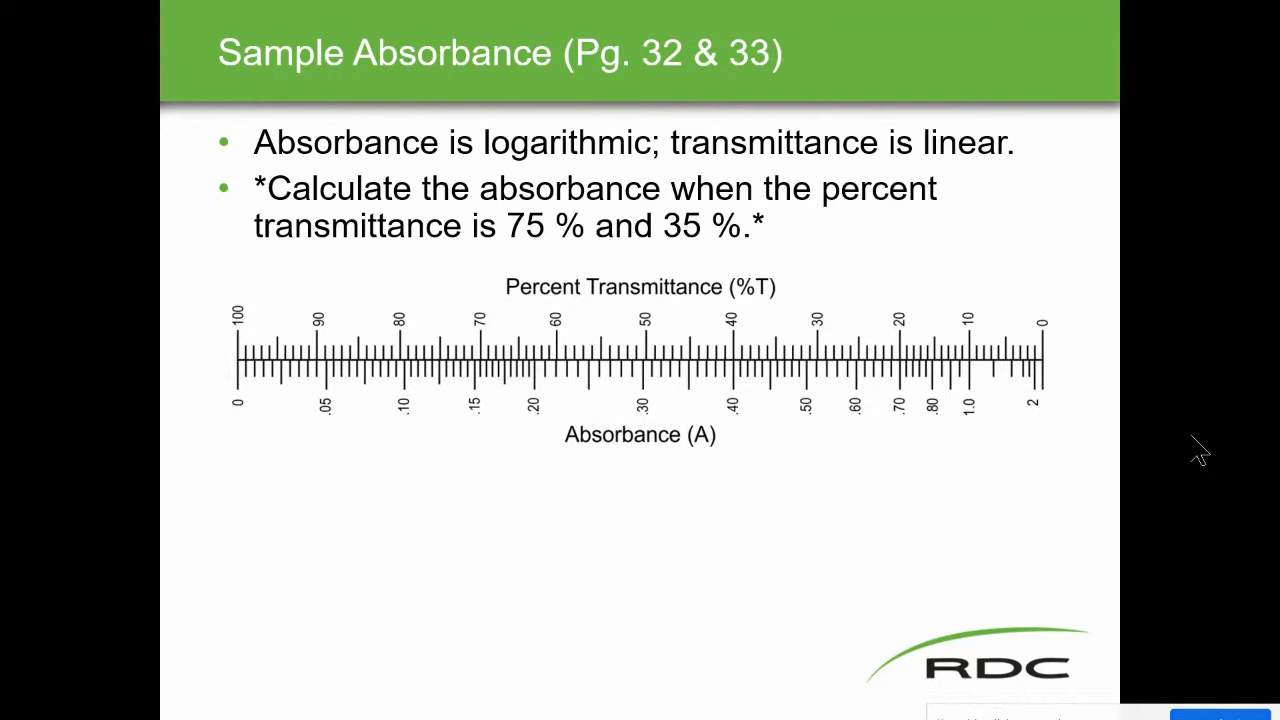 Sample Absorbance (Pg. 32 & 33)
• Absorbance is logarithmic; transmittance is linear.
• *Calculate the absorbance when the percent
transmittance is 75 % and 35 %.*
Percent Transmittance (%T)
100 90 80 70 60 50 40 30 20 10 0
0 .05 .10 .15 .20 .30 .40 .50 .60 .70 .80 1.0 2
Absorbance (A)
RDC